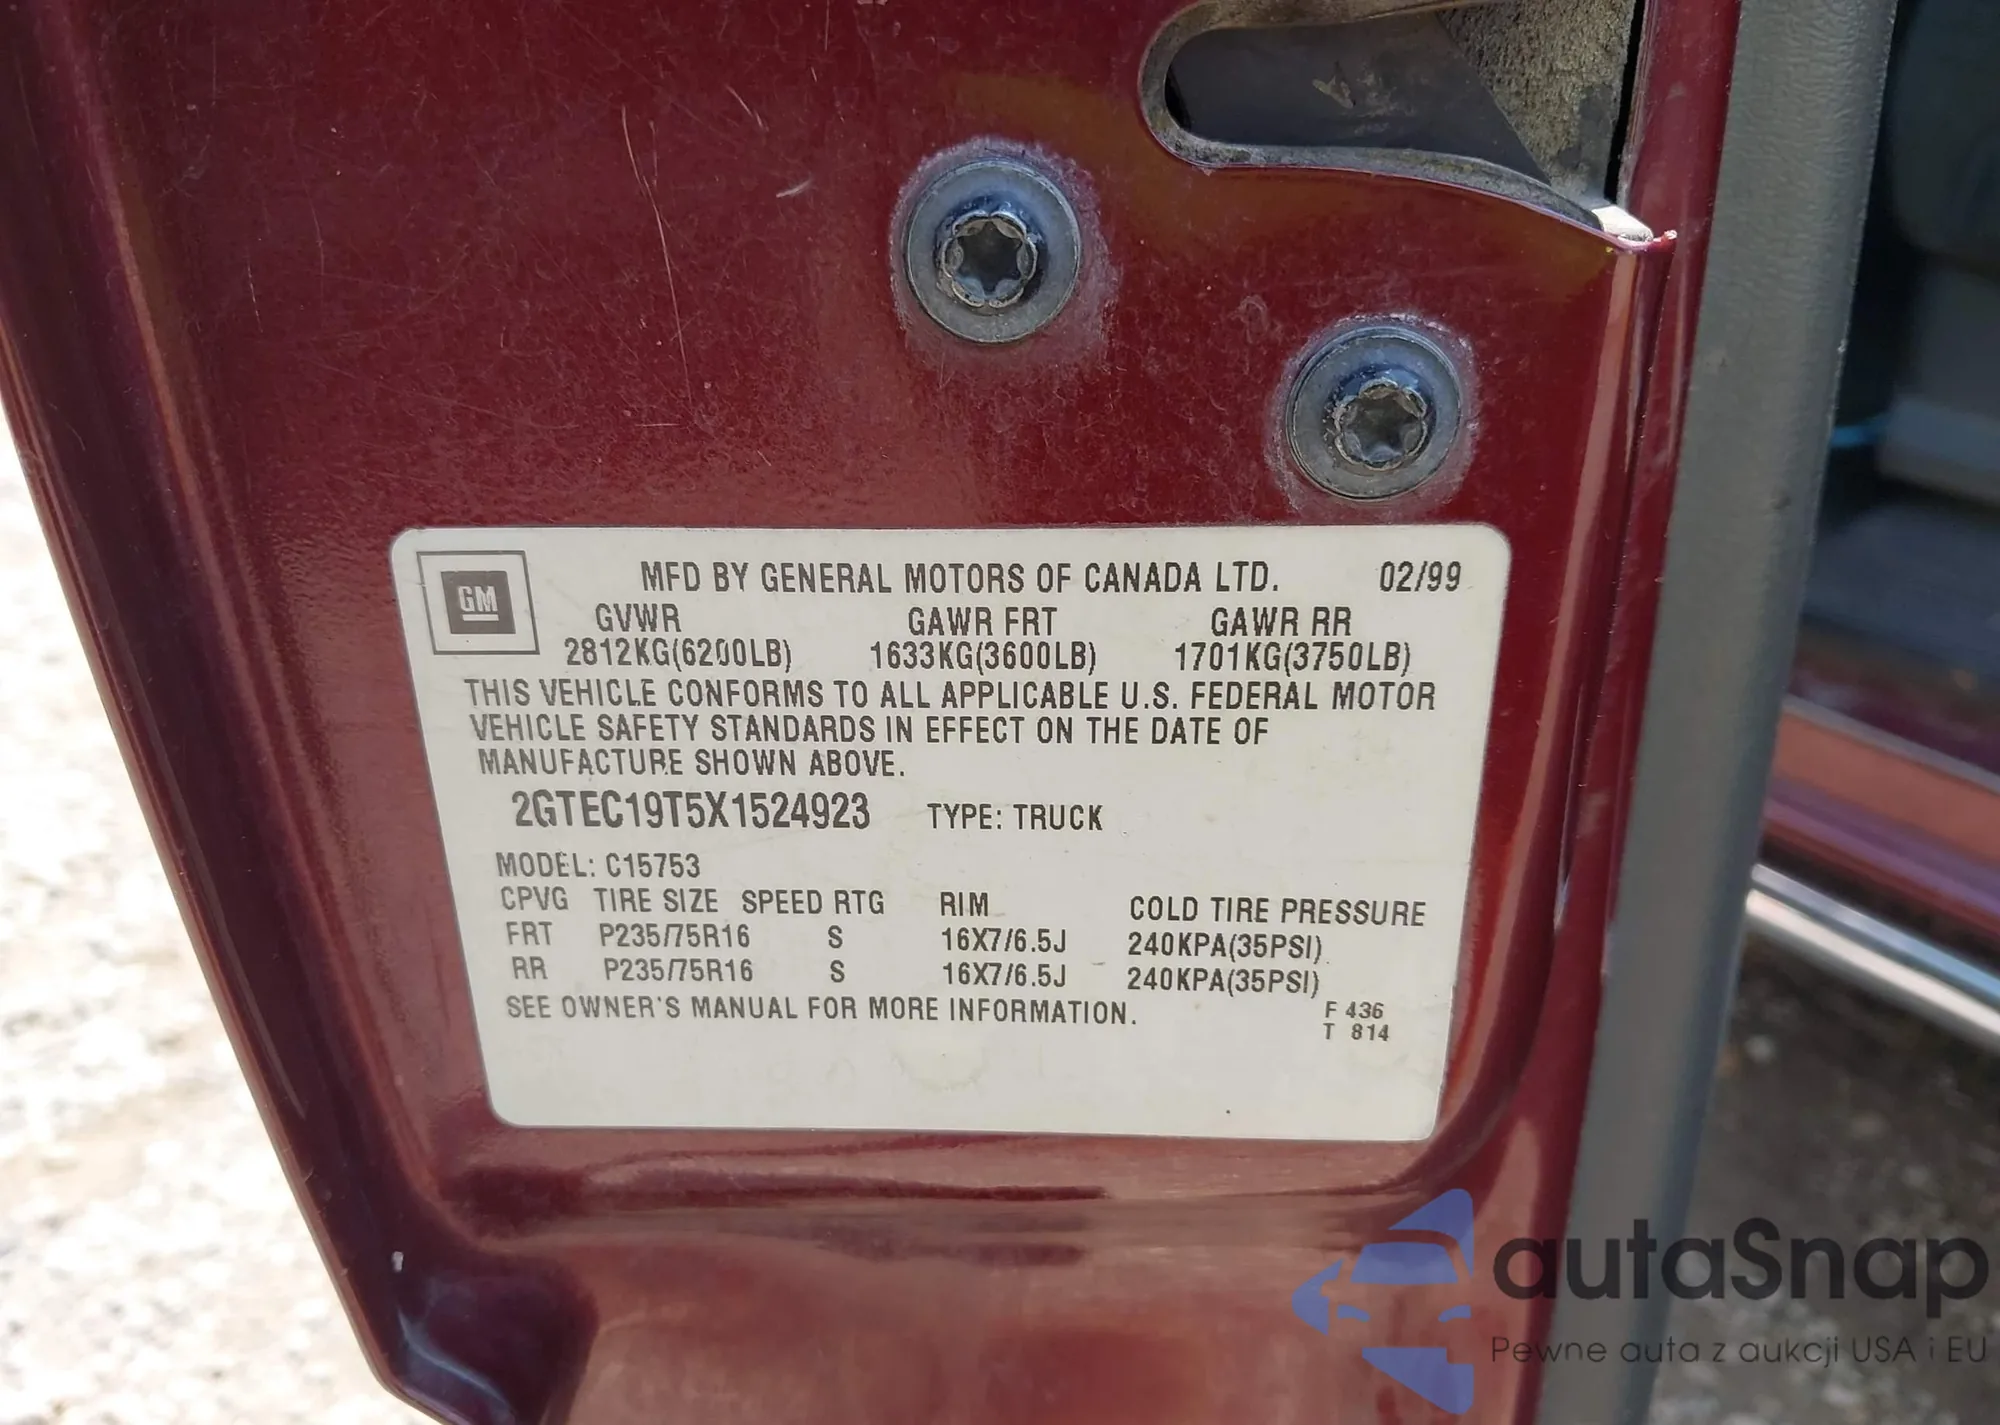 GM
MFD BY GENERAL MOTORS OF CANADA LTD. 02/99
GVWR GAWR FRT GAWR RR
2812KG(6200LB) 1633KG(3600LB) 1701KG(3750LB)
THIS VEHICLE CONFORMS TO ALL APPLICABLE U.S. FEDERAL MOTOR
VEHICLE SAFETY STANDARDS IN EFFECT ON THE DATE OF
MANUFACTURE SHOWN ABOVE.
2GTEC19T5X1524923 TYPE: TRUCK
MODEL: C15753
CPVG TIRE SIZE SPEED RTG RIM COLD TIRE PRESSURE
FRT P235/75R16 S 16X7/6.5J 240KPA(35PSI)
RR P235/75R16 S 16X7/6.5J 240KPA(35PSI)
SEE OWNER'S MANUAL FOR MORE INFORMATION.
F 436
T 814
autaSnap
Pewne auta z aukcji USA i EU